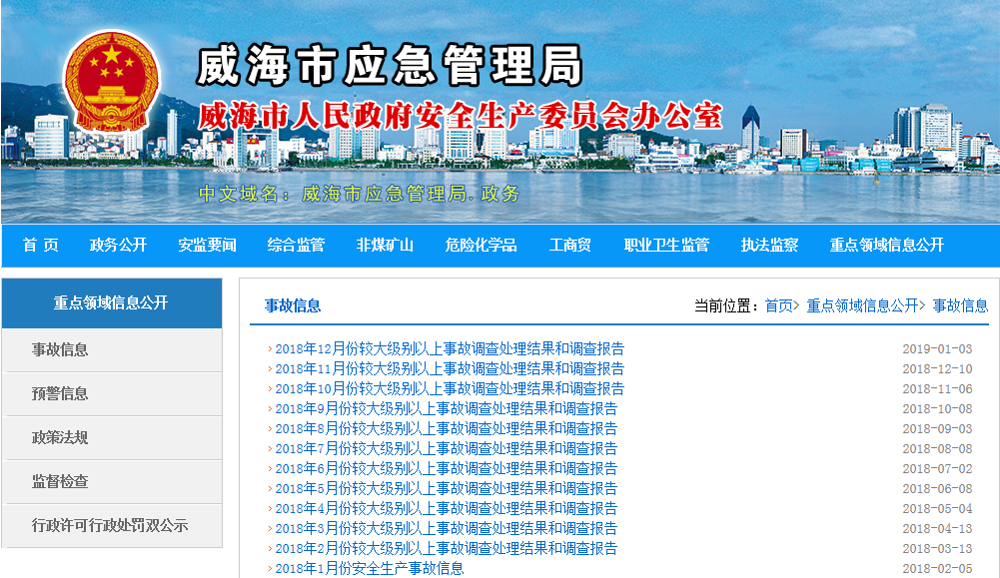 威海市应急管理局
威海市人民政府安全生产委员会办公室
中文域名：威海市应急管理局.政务
首 页 政务公开 安监要闻 综合监管 非煤矿山 危险化学品 工商贸 职业卫生监管 执法监察 重点领域信息公开
重点领域信息公开
事故信息
预警信息
政策法规
监督检查
行政许可行政处罚双公示
事故信息 当前位置：首页> 重点领域信息公开> 事故信息
2018年12月份较大级别以上事故调查处理结果和调查报告 2019-01-03
2018年11月份较大级别以上事故调查处理结果和调查报告 2018-12-10
2018年10月份较大级别以上事故调查处理结果和调查报告 2018-11-06
2018年9月份较大级别以上事故调查处理结果和调查报告 2018-10-08
2018年8月份较大级别以上事故调查处理结果和调查报告 2018-09-03
2018年7月份较大级别以上事故调查处理结果和调查报告 2018-08-08
2018年6月份较大级别以上事故调查处理结果和调查报告 2018-07-02
2018年5月份较大级别以上事故调查处理结果和调查报告 2018-06-08
2018年4月份较大级别以上事故调查处理结果和调查报告 2018-05-04
2018年3月份较大级别以上事故调查处理结果和调查报告 2018-04-13
2018年2月份较大级别以上事故调查处理结果和调查报告 2018-03-13
2018年1月份安全生产事故信息 2018-02-05